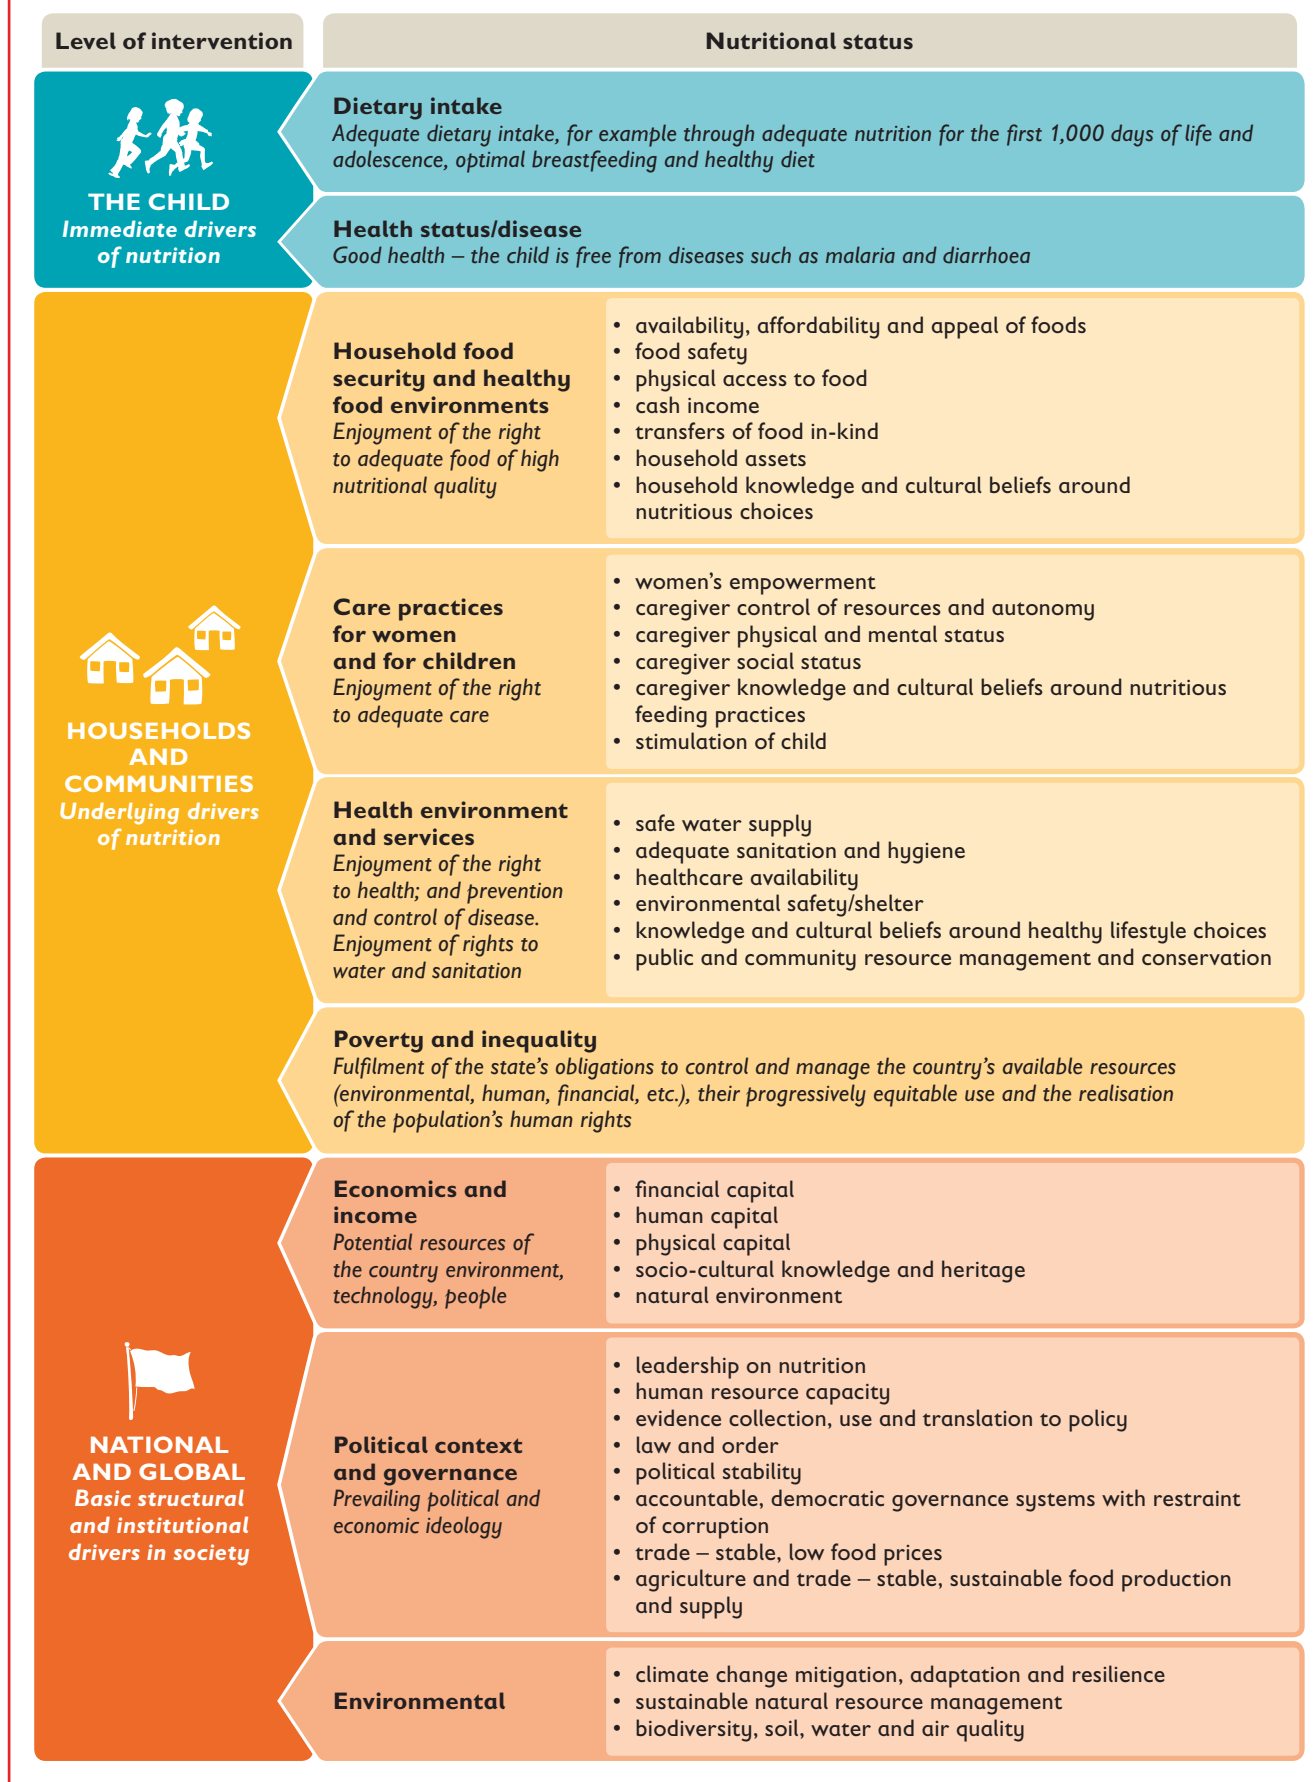 Level of intervention
Nutritional status
THE CHILD
Immediate drivers
of nutrition
Dietary intake
Adequate dietary intake, for example through adequate nutrition for the first 1,000 days of life and
adolescence, optimal breastfeeding and healthy diet
Health status/disease
Good health – the child is free from diseases such as malaria and diarrhoea
HOUSEHOLDS
AND
COMMUNITIES
Underlying drivers
of nutrition
Household food
security and healthy
food environments
Enjoyment of the right
to adequate food of high
nutritional quality
• availability, affordability and appeal of foods
• food safety
• physical access to food
• cash income
• transfers of food in-kind
• household assets
• household knowledge and cultural beliefs around
nutritious choices
Care practices
for women
and for children
Enjoyment of the right
to adequate care
• women’s empowerment
• caregiver control of resources and autonomy
• caregiver physical and mental status
• caregiver social status
• caregiver knowledge and cultural beliefs around nutritious
feeding practices
• stimulation of child
Health environment
and services
Enjoyment of the right
to health; and prevention
and control of disease.
Enjoyment of rights to
water and sanitation
• safe water supply
• adequate sanitation and hygiene
• healthcare availability
• environmental safety/shelter
• knowledge and cultural beliefs around healthy lifestyle choices
• public and community resource management and conservation
Poverty and inequality
Fulfilment of the state’s obligations to control and manage the country’s available resources
(environmental, human, financial, etc.), their progressively equitable use and the realisation
of the population’s human rights
NATIONAL
AND GLOBAL
Basic structural
and institutional
drivers in society
Economics and
income
Potential resources of
the country environment,
technology, people
• financial capital
• human capital
• physical capital
• socio-cultural knowledge and heritage
• natural environment
Political context
and governance
Prevailing political and
economic ideology
• leadership on nutrition
• human resource capacity
• evidence collection, use and translation to policy
• law and order
• political stability
• accountable, democratic governance systems with restraint
of corruption
• trade – stable, low food prices
• agriculture and trade – stable, sustainable food production
and supply
Environmental
• climate change mitigation, adaptation and resilience
• sustainable natural resource management
• biodiversity, soil, water and air quality